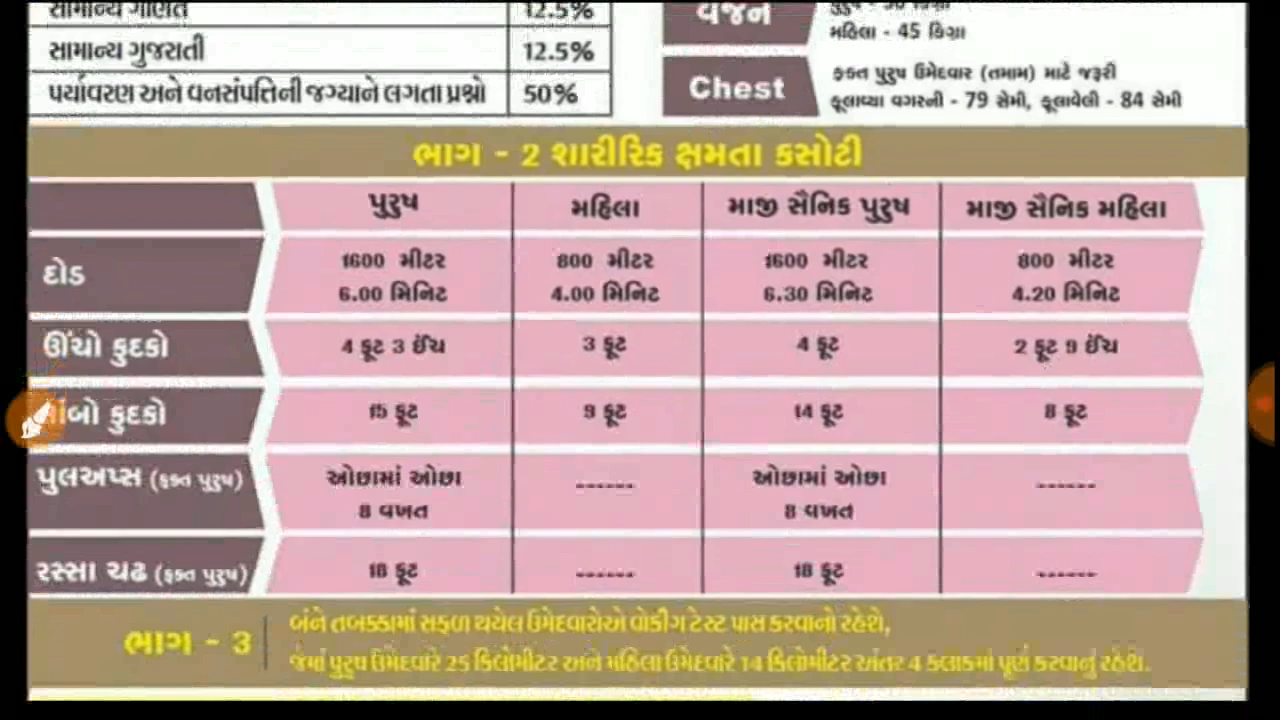 સામાન્ય ગણિત 12.5%
સામાન્ય ગુજરાતી 12.5%
પર્યાવરણ અને વનસંપત્તિની જગ્યાને લગતા પ્રશ્નો 50%
વજન
મહિલા - 45 કિગ્રા
Chest
ફક્ત પુરુષ ઉમેદવાર (તમામ) માટે જરૂરી
ફૂલાવ્યા વગરની - 79 સેમી, ફૂલાવેલી - 84 સેમી
ભાગ - 2 શારીરિક ક્ષમતા કસોટી
પુરુષ મહિલા માજી સૈનિક પુરુષ માજી સૈનિક મહિલા
દોડ
1600 મીટર 800 મીટર 1600 મીટર 800 મીટર
6.00 મિનિટ 4.00 મિનિટ 6.30 મિનિટ 4.20 મિનિટ
ઊંચો કુદકો 4 ફૂટ 3 ઈંચ 3 ફૂટ 4 ફૂટ 2 ફૂટ 9 ઈંચ
કુદકો 15 ફૂટ 9 ફૂટ 14 ફૂટ 8 ફૂટ
પુલઅપ્સ (ફક્ત પુરુષ) ઓછામાં ઓછા ------ ઓછામાં ઓછા ------
8 વખત 8 વખત
રસ્સા ચઢ (ફક્ત પુરુષ) 18 ફૂટ ------ 18 ફૂટ ------
ભાગ - 3
બંને તબક્કામાં સફળ થયેલ ઉમેદવારોએ વોકીગ ટેસ્ટ પાસ કરવાનો રહેશે,
જેમાં પુરુષ ઉમેદવારે 25 કિલોમીટર અને મહિલા ઉમેદવારે 14 કિલોમીટર અંતર 4 કલાકમાં પૂર્ણ કરવાનું રહેશે.